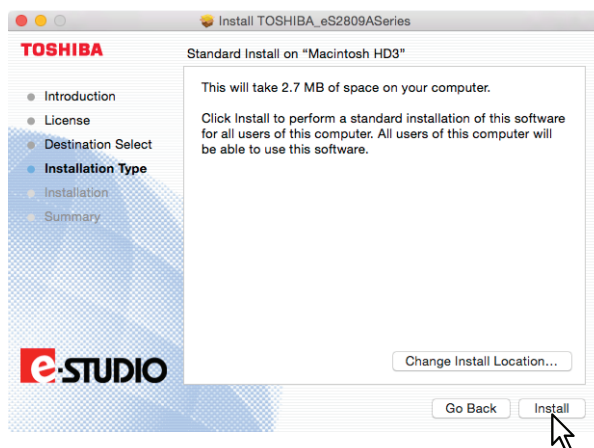 Install TOSHIBA_eS2809ASeries
TOSHIBA
Standard Install on “Macintosh HD3”
Introduction
License
Destination Select
Installation Type
Installation
Summary
This will take 2.7 MB of space on your computer.
Click Install to perform a standard installation of this software
for all users of this computer. All users of this computer will
be able to use this software.
e-STUDIO
Change Install Location...
Go Back
Install